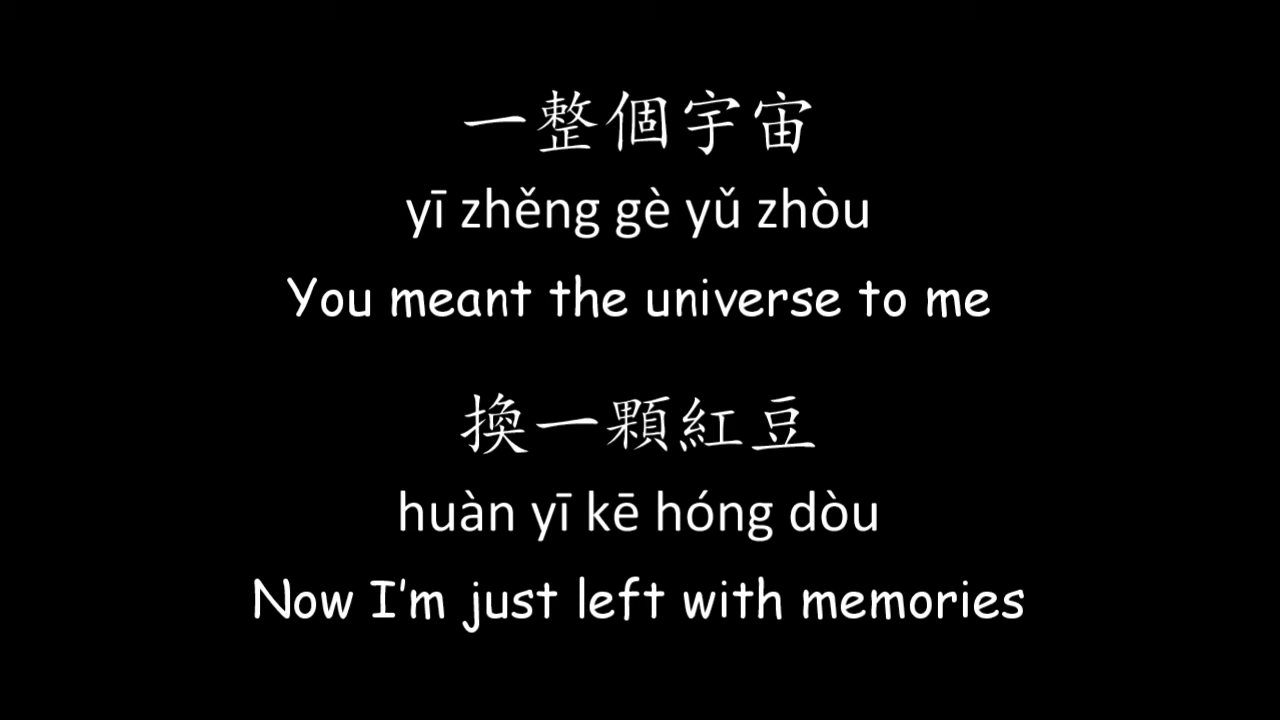 一整個宇宙
yī zhěng gè yǔ zhòu
You meant the universe to me
換一顆紅豆
huàn yī kē hóng dòu
Now I'm just left with memories